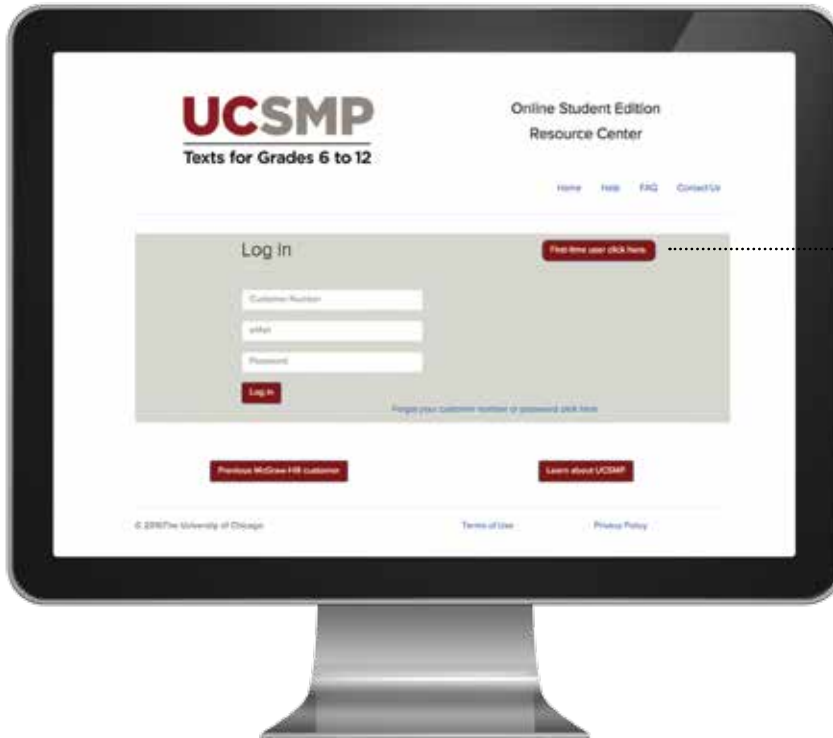 UCSMP
Texts for Grades 6 to 12
Online Student Edition
Resource Center
Home Help FAQ Contact Us
Log In
First-time user click here
Customer Number
eMail
Password
Log in
Forgot your customer number or password click here
Previous McGraw-Hill customer
Learn about UCSMP
The University of Chicago
Terms of Use
Privacy Policy